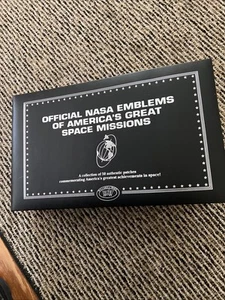 OFFICIAL NASA EMBLEMS
OF AMERICA'S GREAT
SPACE MISSIONS
A collection of 50 authentic patches
commemorating America's greatest achievements in space!